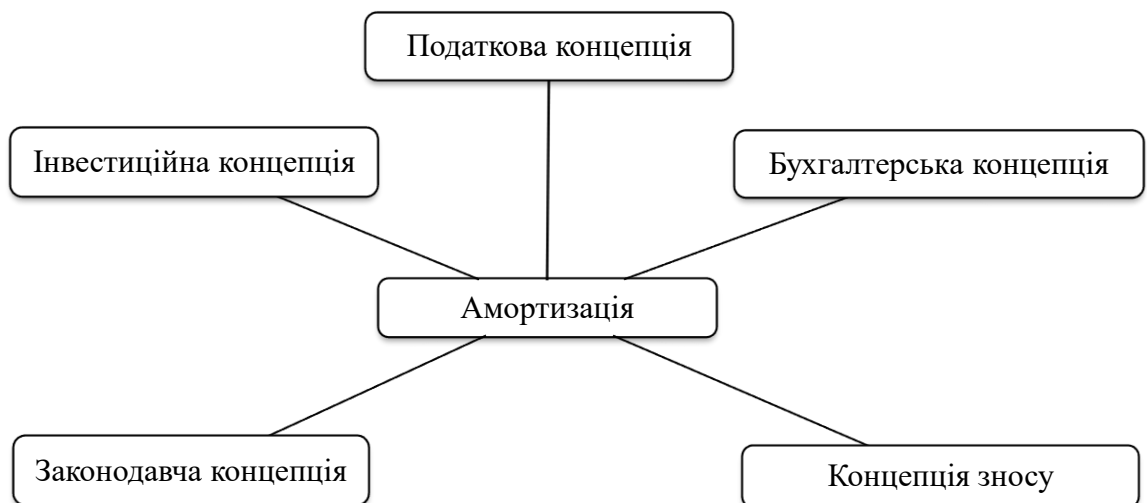 Податкова концепція
Інвестиційна концепція
Бухгалтерська концепція
Амортизація
Законодавча концепція
Концепція зносу